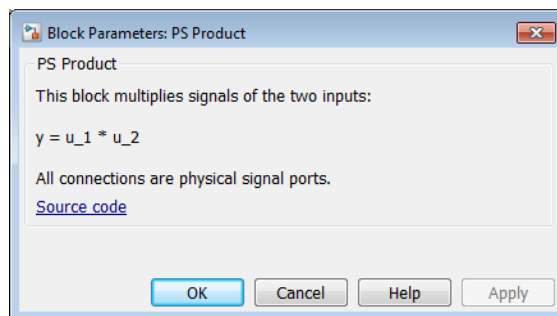 Block Parameters: PS Product
PS Product
This block multiplies signals of the two inputs:
y = u_1 * u_2
All connections are physical signal ports.
Source code
OK Cancel Help Apply